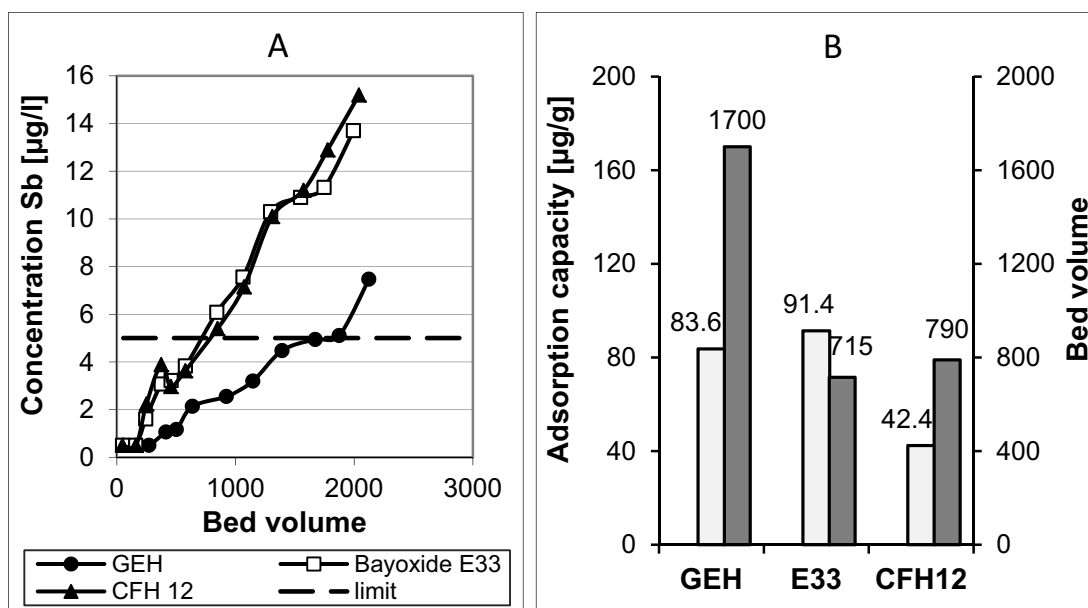 A
Concentration Sb [µg/l]
16
14
12
10
8
6
4
2
0
0 1000 2000 3000
Bed volume
GEH Bayoxide E33
CFH 12 limit
B
Adsorption capacity [µg/g]
200
160
120
80
40
0
1700
83.6
91.4
715
42.4
790
2000
1600
1200
800
400
0
Bed volume
GEH E33 CFH12